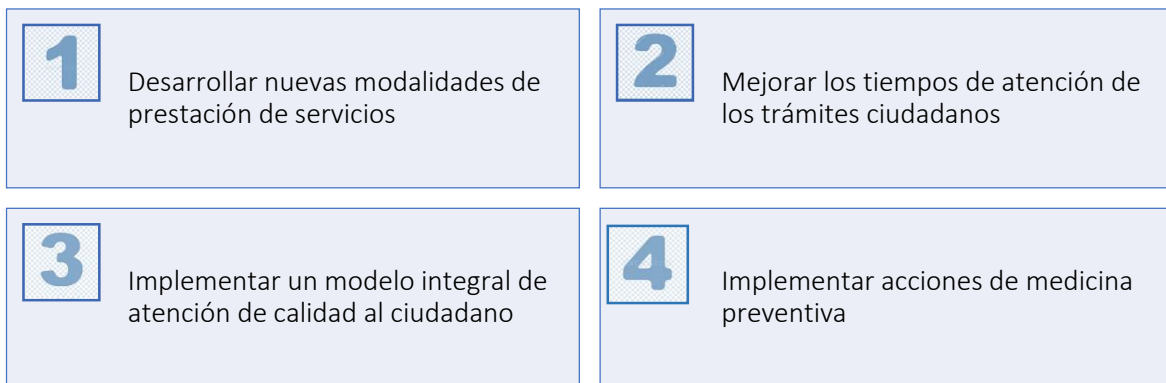 1
Desarrollar nuevas modalidades de
prestación de servicios
2
Mejorar los tiempos de atención de
los trámites ciudadanos
3
Implementar un modelo integral de
atención de calidad al ciudadano
4
Implementar acciones de medicina
preventiva